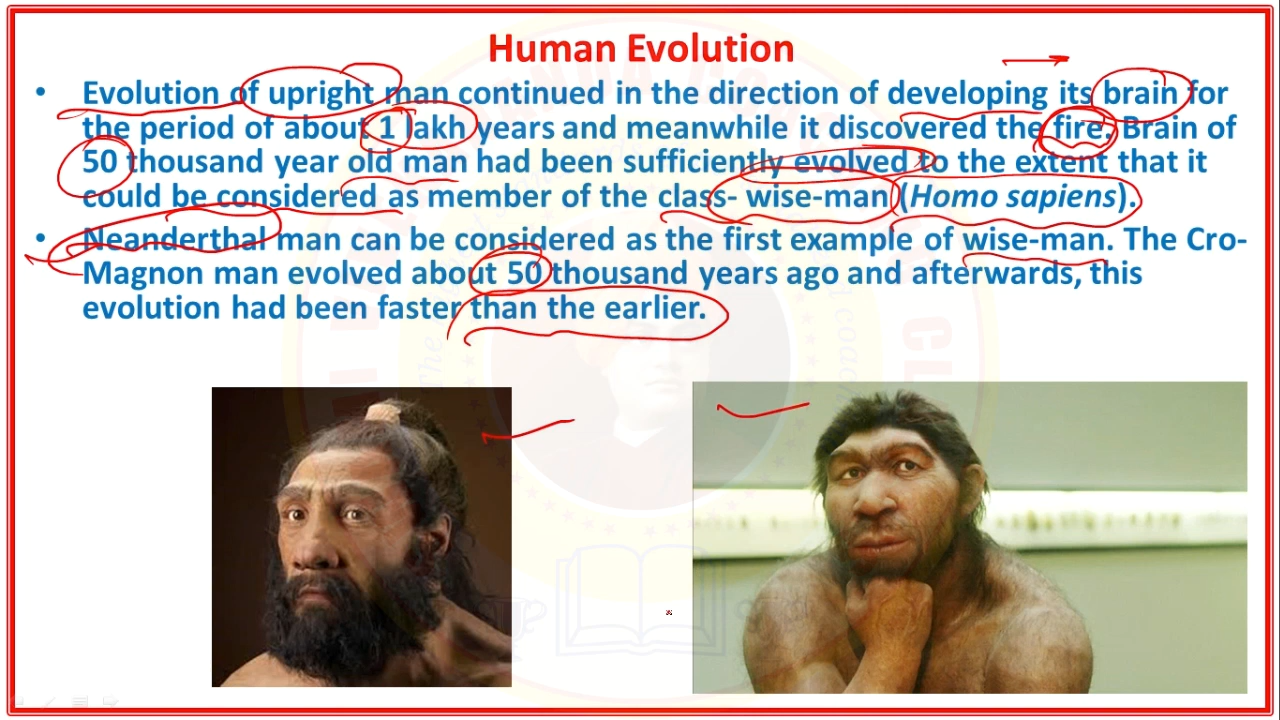 Human Evolution
• Evolution of upright man continued in the direction of developing its brain for
the period of about 1 lakh years and meanwhile it discovered the fire. Brain of
50 thousand year old man had been sufficiently evolved to the extent that it
could be considered as member of the class- wise-man (Homo sapiens).
• Neanderthal man can be considered as the first example of wise-man. The Cro-
Magnon man evolved about 50 thousand years ago and afterwards, this
evolution had been faster than the earlier.